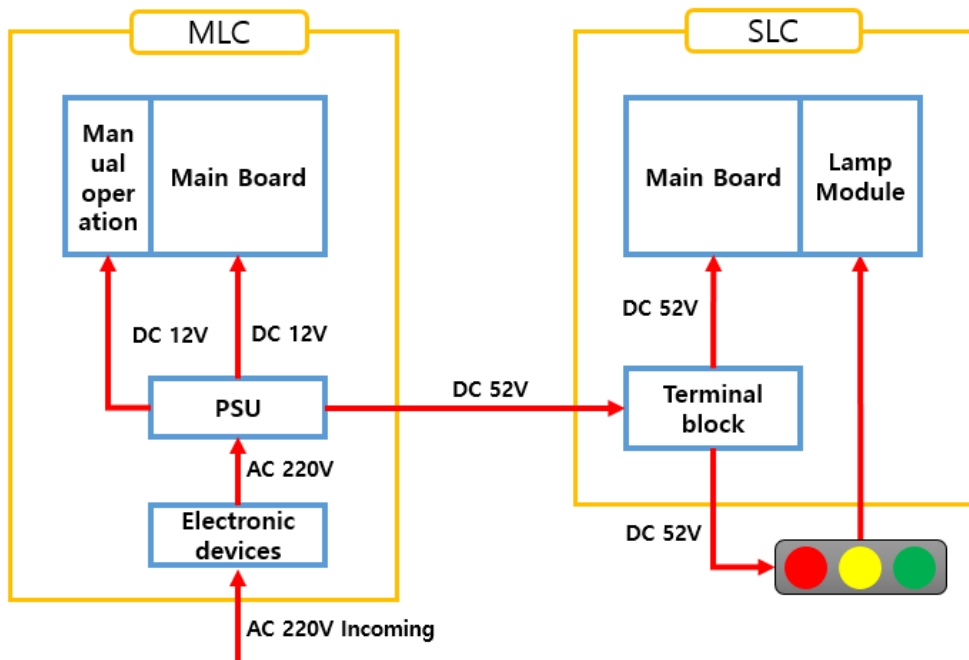 MLC
Man
ual
oper
ation
Main Board
DC 12V
DC 12V
PSU
AC 220V
Electronic
devices
AC 220V Incoming
DC 52V
SLC
Main Board
Lamp
Module
DC 52V
Terminal
block
DC 52V